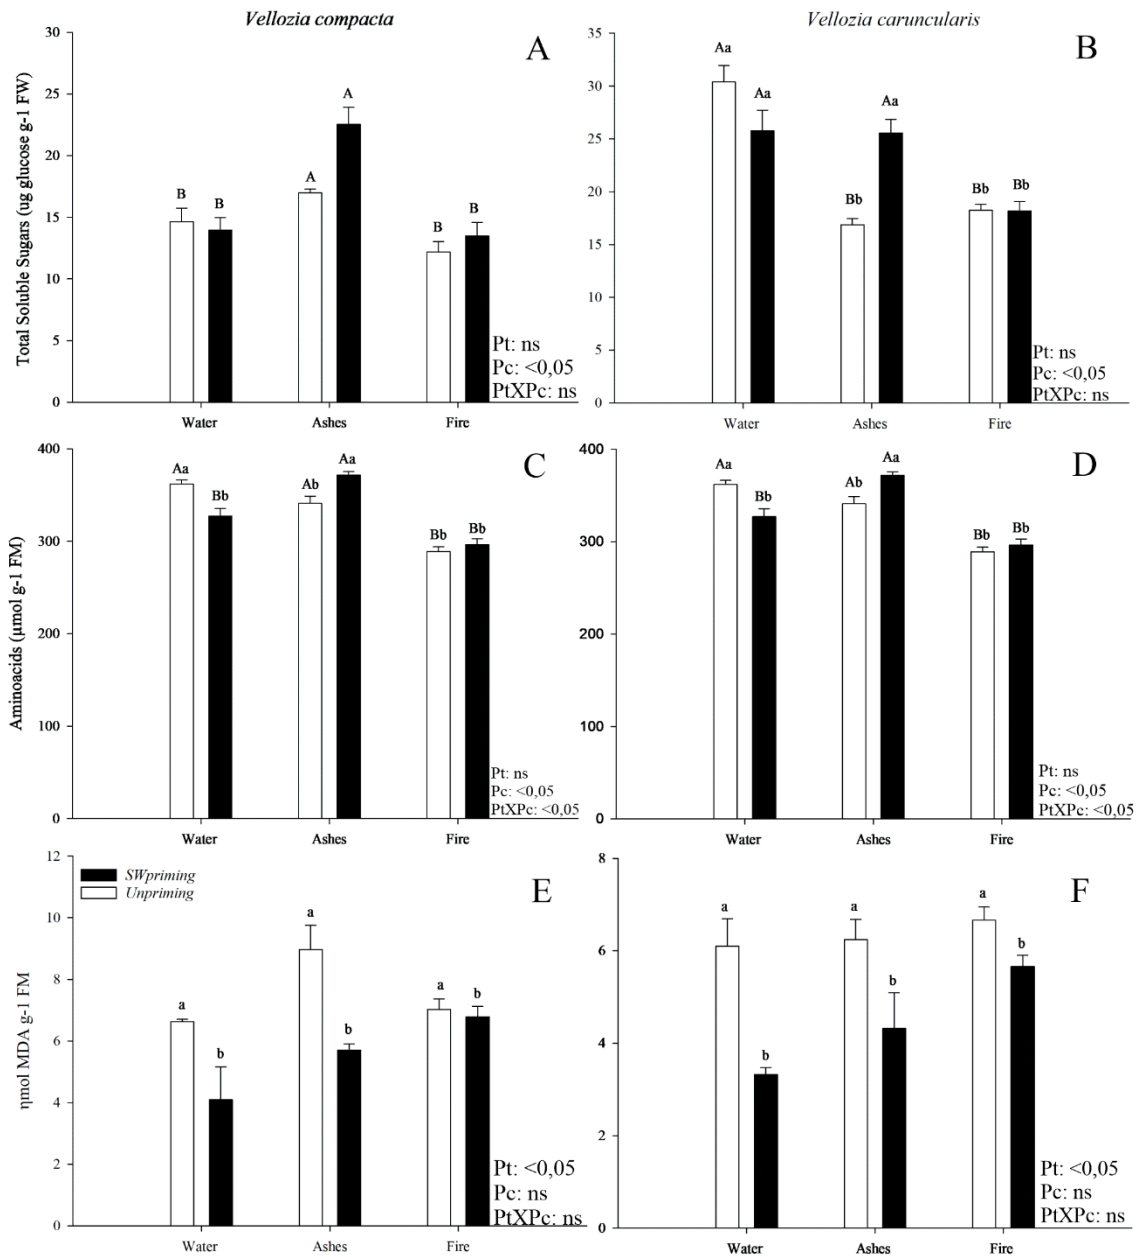 Vellozia compacta
Vellozia caruncularis
A
Total Soluble Sugars (ug glucose g-1 FW)
30
25
20
15
10
5
0
B B A A B B
Pt: ns
Pc: <0,05
PtXPc: ns
Water Ashes Fire
B
35
30
25
20
15
10
5
0
Aa Aa Bb Aa Bb Bb
Pt: ns
Pc: <0,05
PtXPc: ns
Water Ashes Fire
C
Aminoacids (µmol g-1 FM)
400
300
200
100
0
Aa Bb Ab Aa Bb Bb
Pt: ns
Pc: <0,05
PtXPc: <0,05
Water Ashes Fire
D
400
300
200
100
0
Aa Bb Ab Aa Bb Bb
Pt: ns
Pc: <0,05
PtXPc: <0,05
Water Ashes Fire
E
SWpriming
Unpriming
ηmol MDA g-1 FM
12
10
8
6
4
2
0
a b a b a b
Pt: <0,05
Pc: ns
PtXPc: ns
Water Ashes Fire
F
8
6
4
2
0
a b a b a b
Pt: <0,05
Pc: ns
PtXPc: ns
Water Ashes Fire